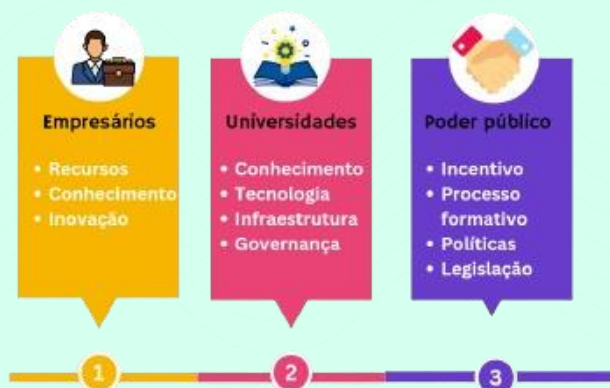 Empresários
• Recursos
• Conhecimento
• Inovação
1
Universidades
• Conhecimento
• Tecnologia
• Infraestrutura
• Governança
2
Poder público
• Incentivo
• Processo
formativo
• Políticas
• Legislação
3